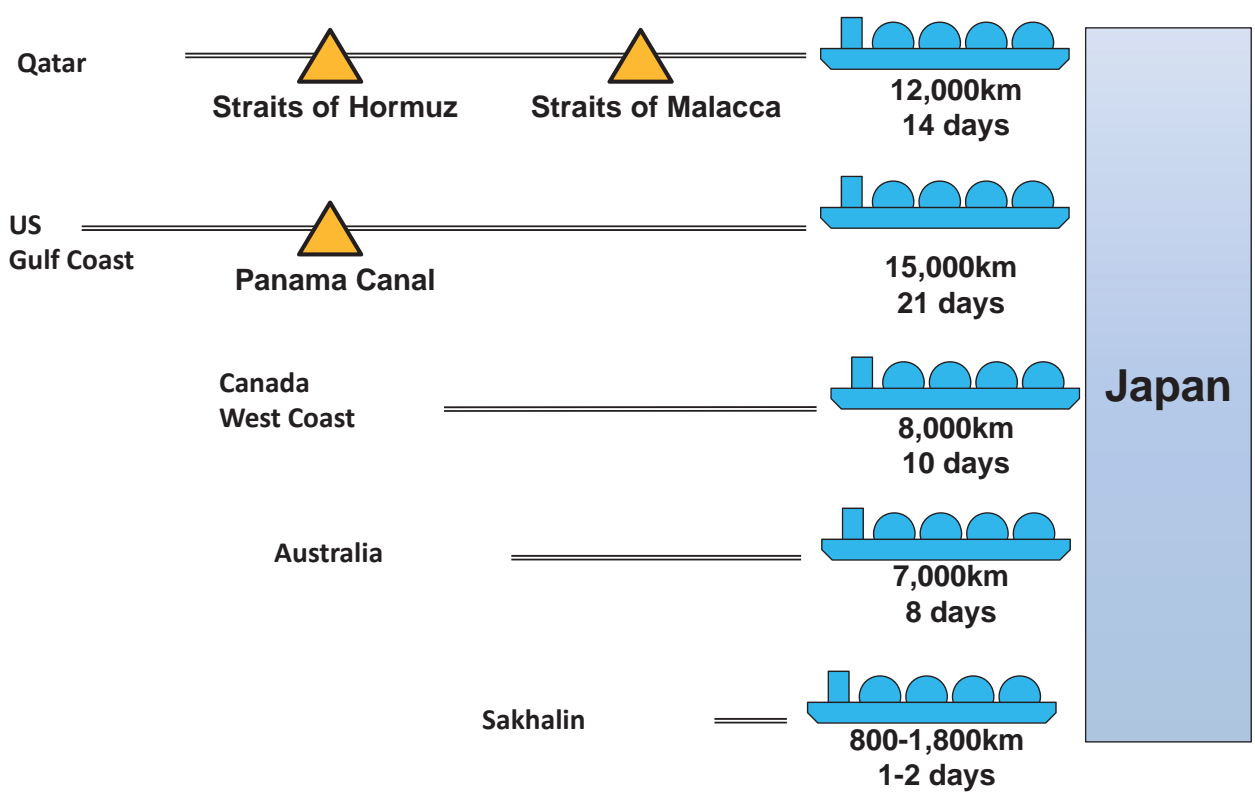 Qatar
Straits of Hormuz
Straits of Malacca
12,000km
14 days
US
Gulf Coast
Panama Canal
15,000km
21 days
Canada
West Coast
8,000km
10 days
Japan
Australia
7,000km
8 days
Sakhalin
800-1,800km
1-2 days